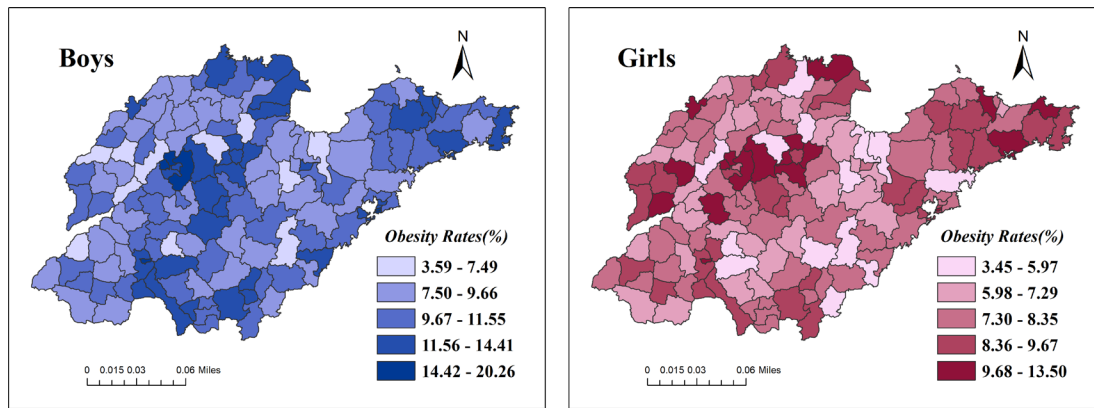 Boys
N
Obesity Rates(%)
3.59 - 7.49
7.50 - 9.66
9.67 - 11.55
11.56 - 14.41
14.42 - 20.26
0 0.015 0.03 0.06 Miles
Girls
N
Obesity Rates(%)
3.45 - 5.97
5.98 - 7.29
7.30 - 8.35
8.36 - 9.67
9.68 - 13.50
0 0.015 0.03 0.06 Miles